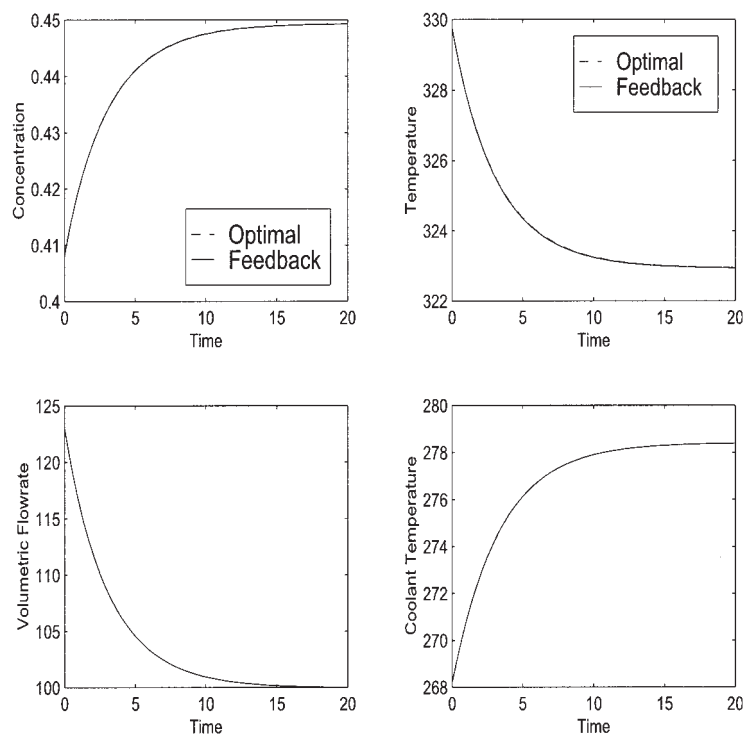 0.45
0.44
0.43
0.42
0.41
0.4
Concentration
Optimal
Feedback
0 5 10 15 20
Time
330
328
326
324
323
322
Temperature
Optimal
Feedback
0 5 10 15 20
Time
125
120
115
110
105
100
Volumetric Flowrate
0 5 10 15 20
Time
280
278
276
274
272
270
268
Coolant Temperature
0 5 10 15 20
Time